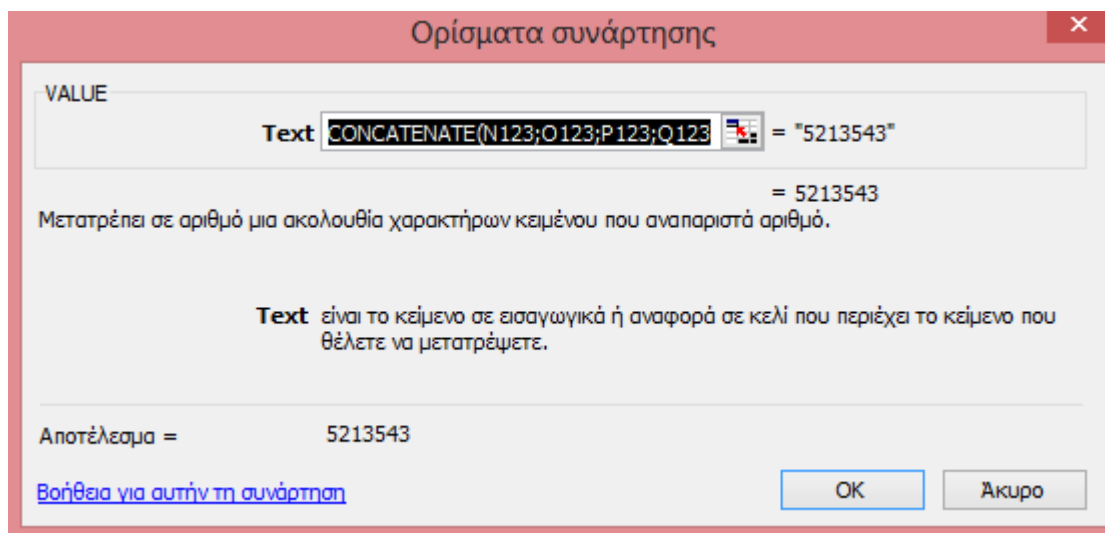 Ορίσματα συνάρτησης
VALUE
Text CONCATENATE(N123;O123;P123;Q123 = "5213543"
= 5213543
Μετατρέπει σε αριθμό μια ακολουθία χαρακτήρων κειμένου που αναπαριστά αριθμό.
Text είναι το κείμενο σε εισαγωγικά ή αναφορά σε κελί που περιέχει το κείμενο που
θέλετε να μετατρέψετε.
Αποτέλεσμα = 5213543
Βοήθεια για αυτήν τη συνάρτηση OK Άκυρο